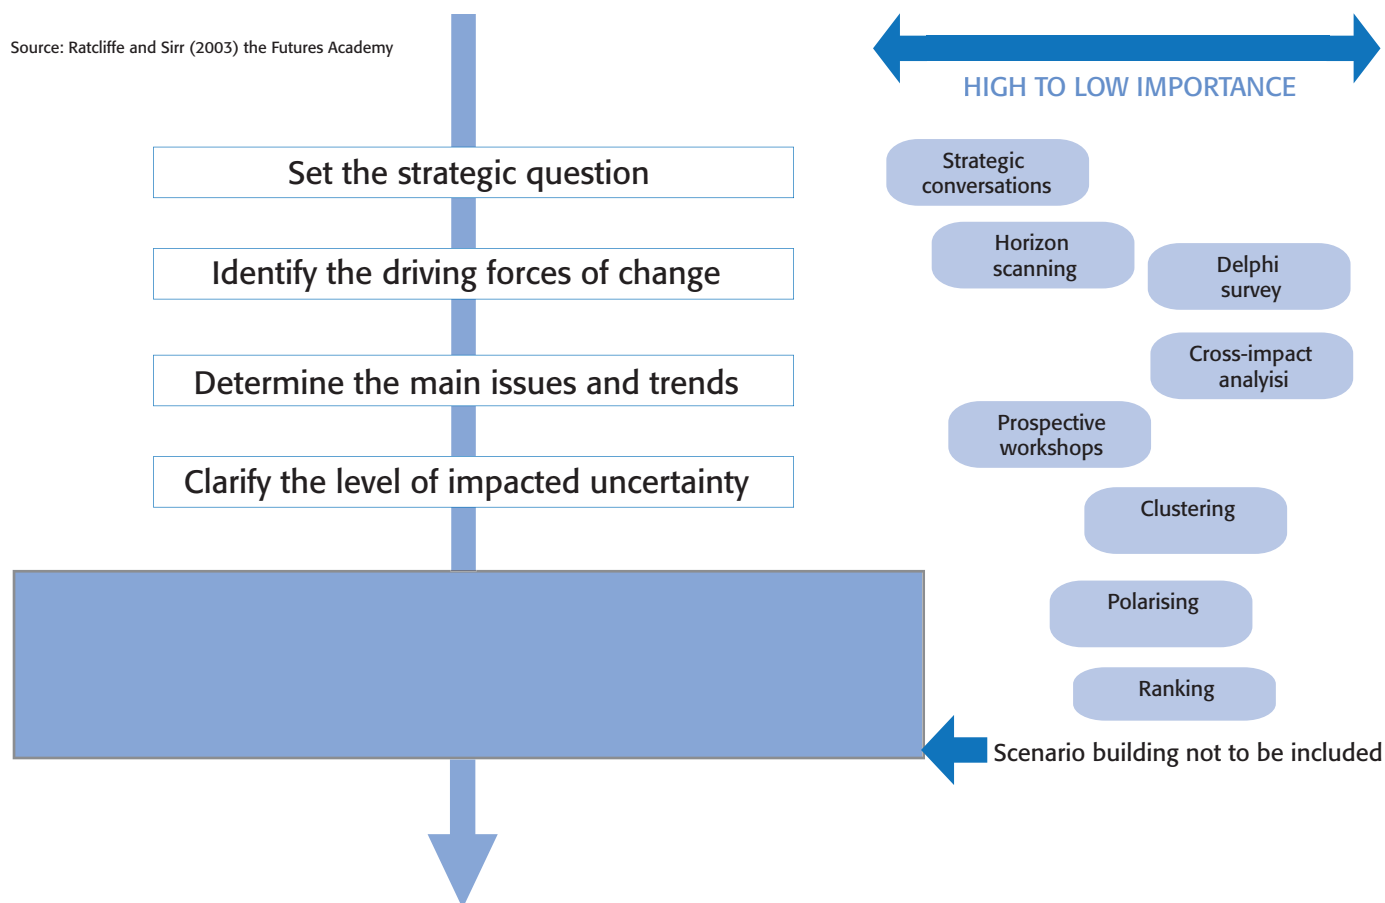 Source: Ratcliffe and Sirr (2003) the Futures Academy
HIGH TO LOW IMPORTANCE
Set the strategic question
Identify the driving forces of change
Determine the main issues and trends
Clarify the level of impacted uncertainty
Strategic
conversations
Horizon
scanning
Delphi
survey
Cross-impact
analyisi
Prospective
workshops
Clustering
Polarising
Ranking
Scenario building not to be included